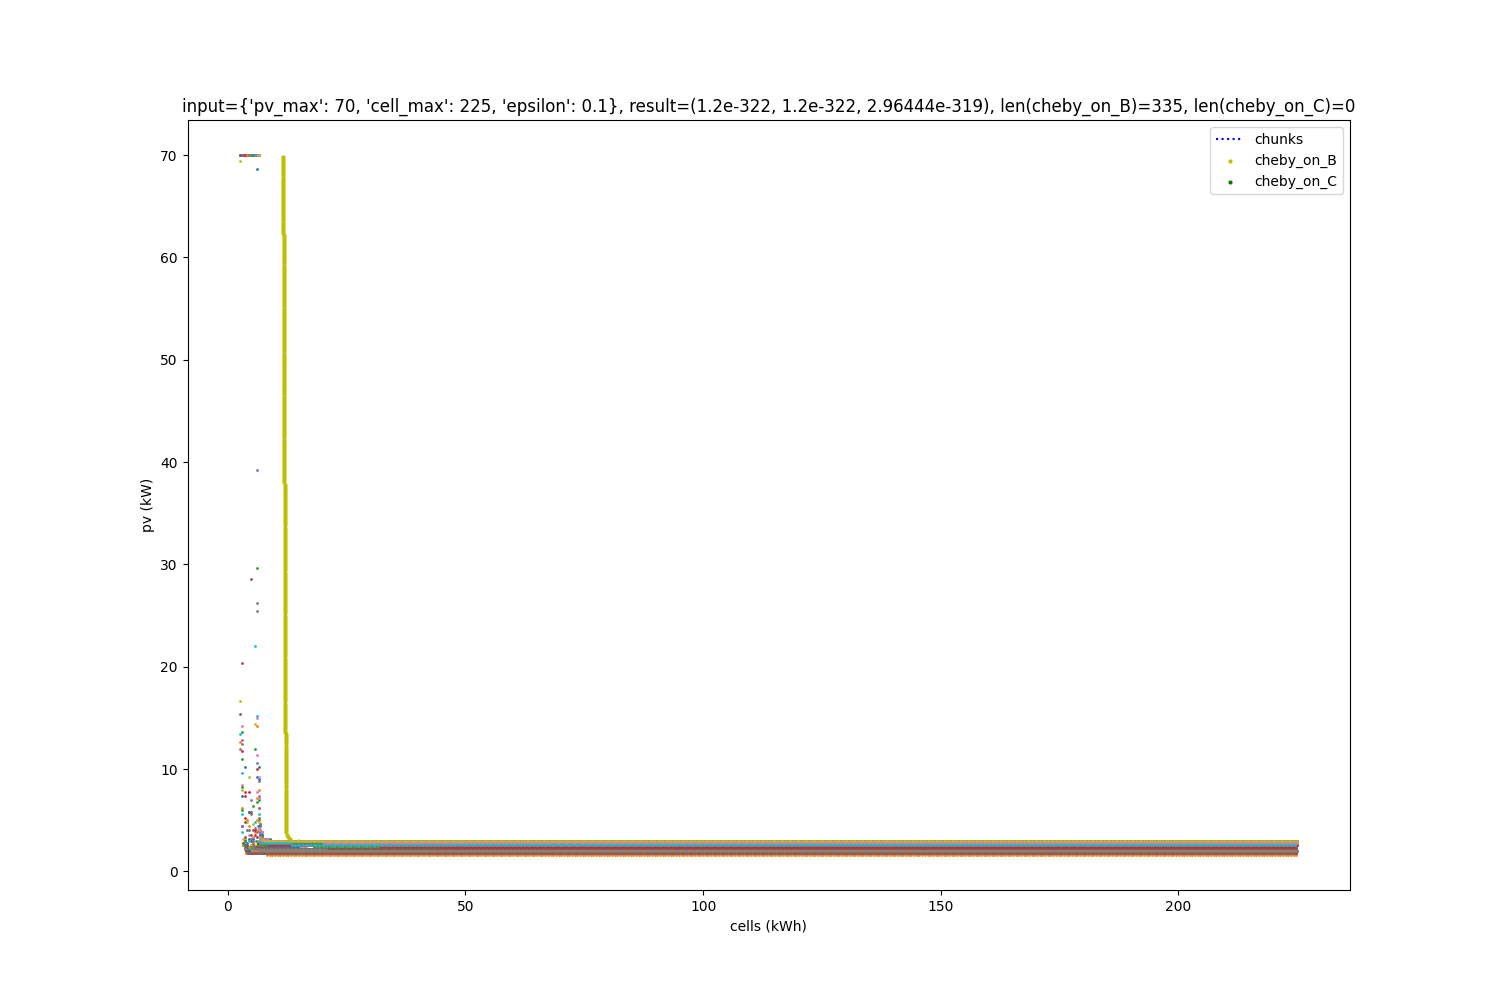 input={'pv_max': 70, 'cell_max': 225, 'epsilon': 0.1}, result=(1.2e-322, 1.2e-322, 2.96444e-319), len(cheby_on_B)=335, len(cheby_on_C)=0
chunks
cheby_on_B
cheby_on_C
70
60
50
40
30
20
10
0
pv (kW)
0
50
100
150
200
cells (kWh)